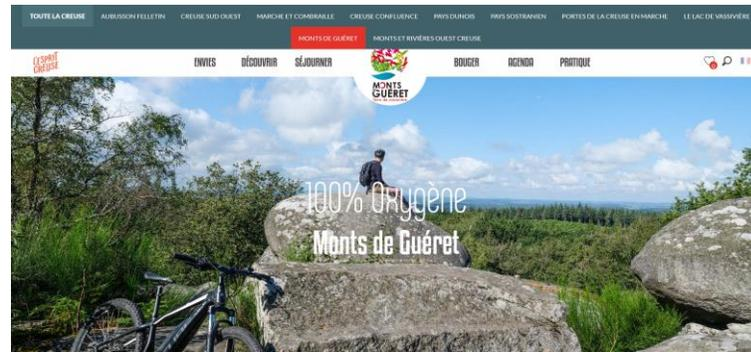 TOUTE LA CREUSE AUBUSSON FELLETIN CREUSE SUD OUEST MARCHE ET COMBRAILLE CREUSE CONFLUENCE PAYS DUNOIS PAYS SOSTRANIEN PORTES DE LA CREUSE EN MARCHE LE LAC DE VASSIVIÈRE
MONTS DE GUÉRET MONTS ET RIVIÈRES OUEST CREUSE
L'ESPRIT
CREUSE
ENVIES DÉCOUVRIR SÉJOURNER BOUGER AGENDA PRATIQUE
MONTS
GUÉRET
100% Oxygène
Monts de Guéret